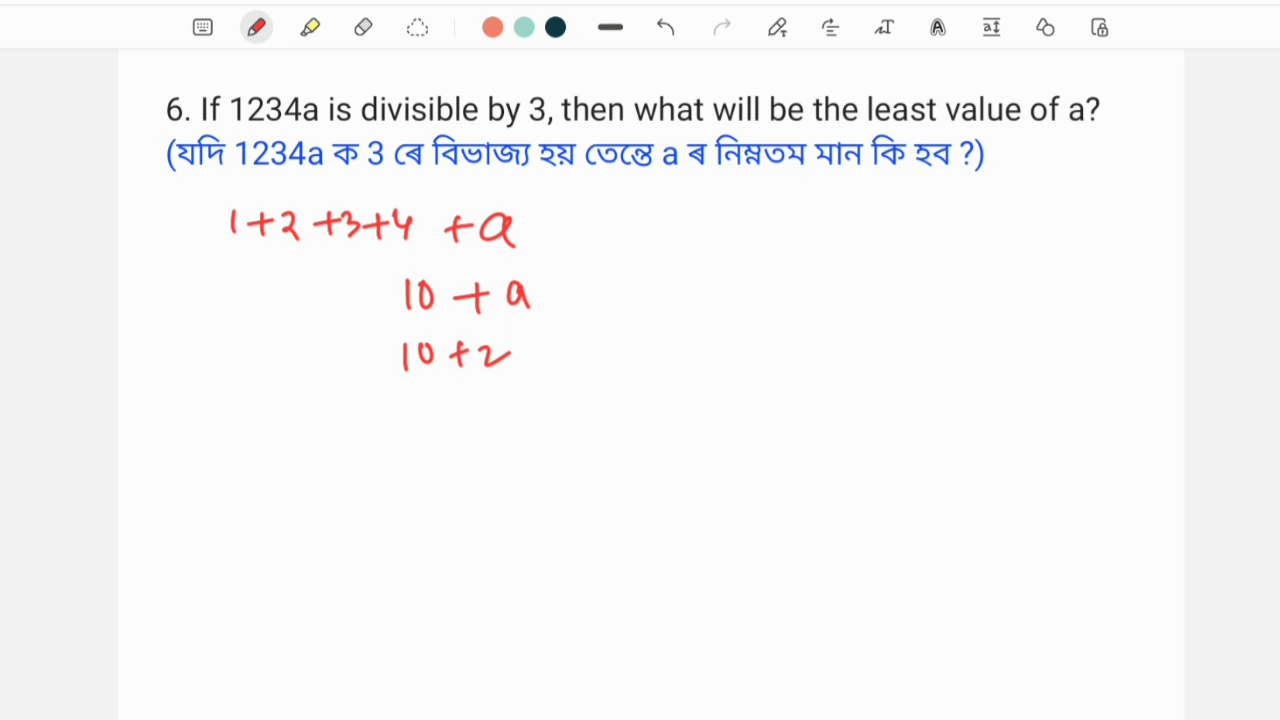 6. If 1234a is divisible by 3, then what will be the least value of a?
(যদি 1234a ক 3 ৰে বিভাজ্য হয় তেন্তে a ৰ নিম্নতম মান কি হব ?)
1+2+3+4 +a
10 + a
10 +2